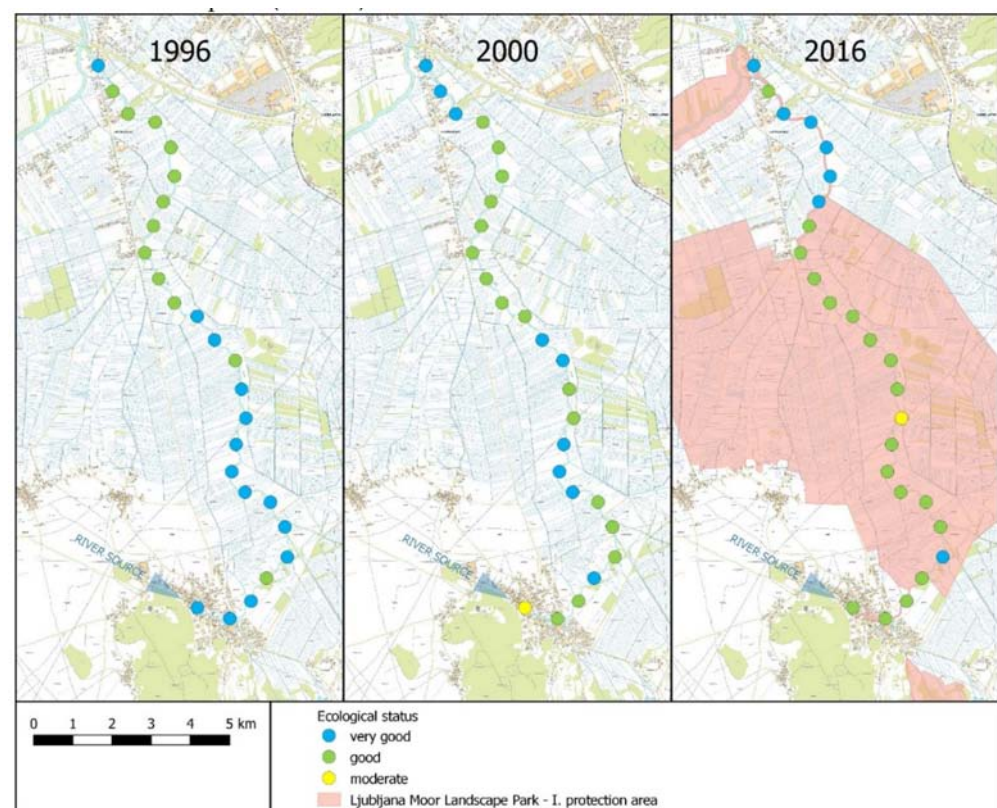 1996
2000
2016
RIVER SOURCE
RIVER SOURCE
RIVER SOURCE
0 1 2 3 4 5 km
Ecological status
very good
good
moderate
Ljubljana Moor Landscape Park - I. protection area